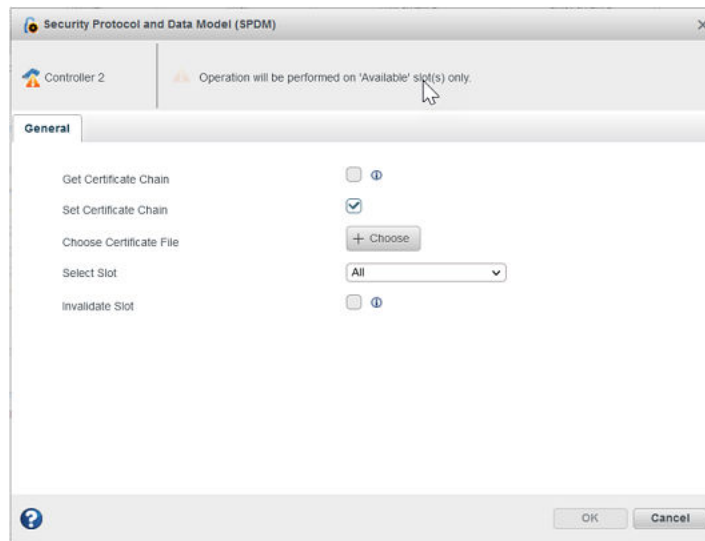 Security Protocol and Data Model (SPDM)
Controller 2
Operation will be performed on 'Available' slot(s) only.
General
Get Certificate Chain
Set Certificate Chain
Choose Certificate File
+ Choose
Select Slot
All
Invalidate Slot
OK
Cancel